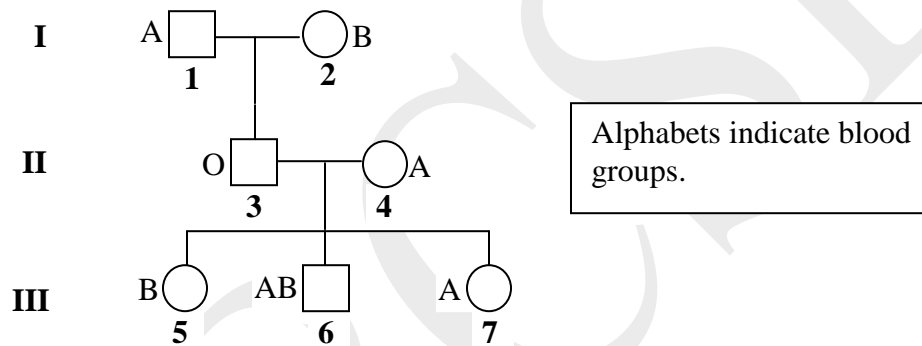 I A B
1 2
Alphabets indicate blood
groups.
II O A
3 4
III B AB A
5 6 7